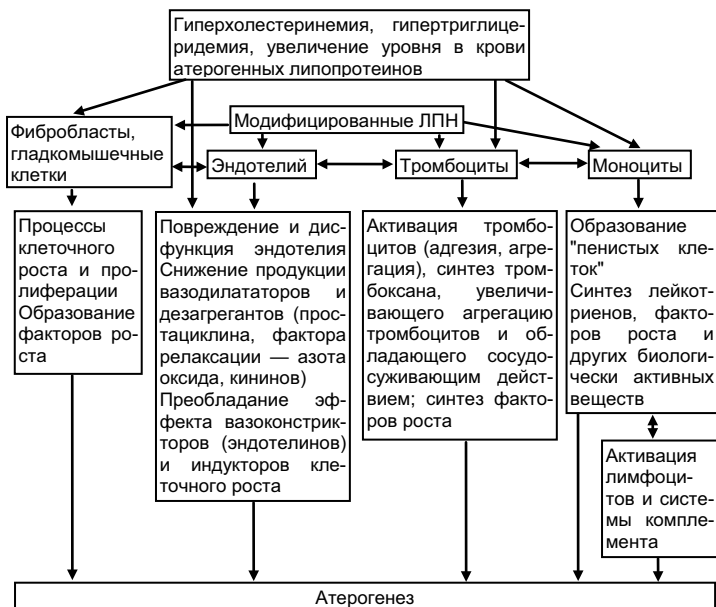 Гиперхолестеринемия, гипертриглице-
ридемия, увеличение уровня в крови
атерогенных липопротеинов
Модифицированные ЛПН
Фибробласты,
гладкомышечные
клетки
Эндотелий
Тромбоциты
Моноциты
Процессы
клеточного
роста и про-
лиферации
Образование
факторов ро-
ста
Повреждение и дис-
функция эндотелия
Снижение продукции
вазодилататоров и
дезагрегантов (прос-
тациклина, фактора
релаксации — азота
оксида, кининов)
Преобладание эф-
фекта вазоконстрик-
торов (эндотелинов)
и индукторов кле-
точного роста
Активация тромбо-
цитов (адгезия, агре-
гация), синтез тром-
боксана, увеличи-
вающего агрегацию
тромбоцитов и об-
ладающего сосудо-
суживающим дейст-
вием; синтез факто-
ров роста
Образование
"пенистых кле-
ток"
Синтез лейкот-
риенов, факто-
ров роста и
других биологи-
чески активных
веществ
Активация
лимфоци-
тов и систе-
мы компле-
мента
Атерогенез